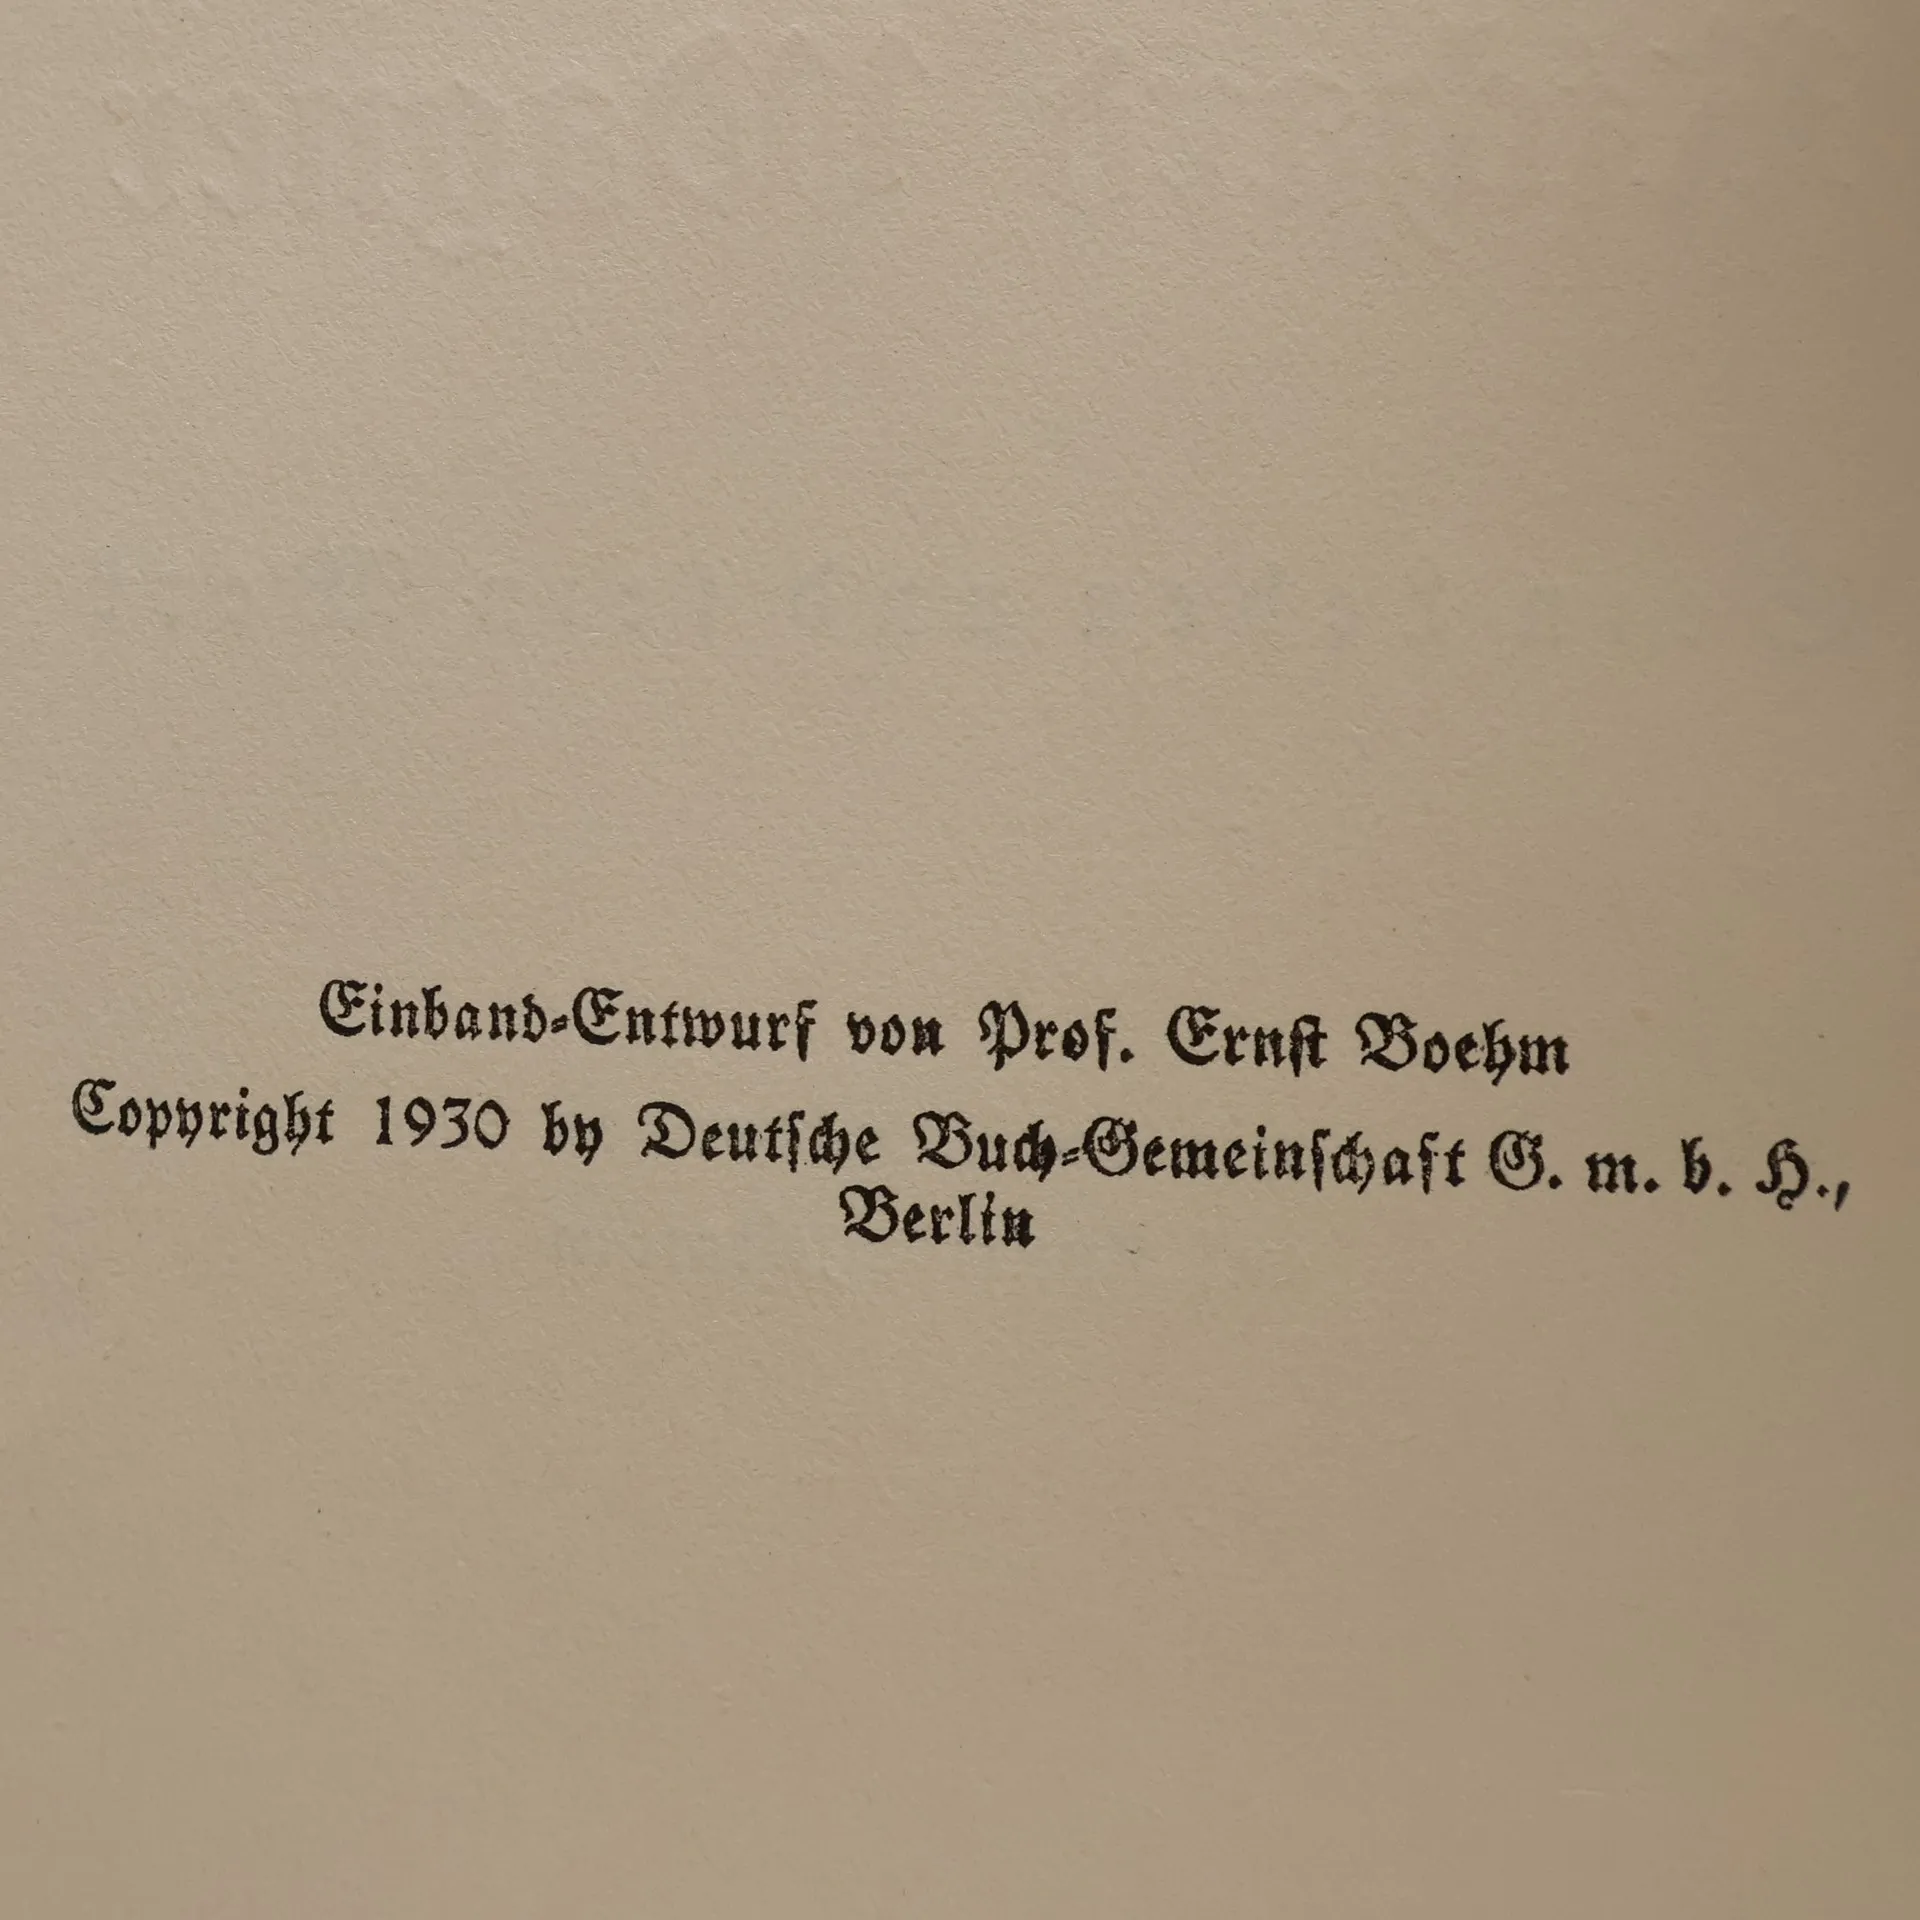 Einband-Entwurf von Prof. Ernst Boehm
Copyright 1930 by Deutsche Buch-Gemeinschaft G. m. b. H.,
Berlin